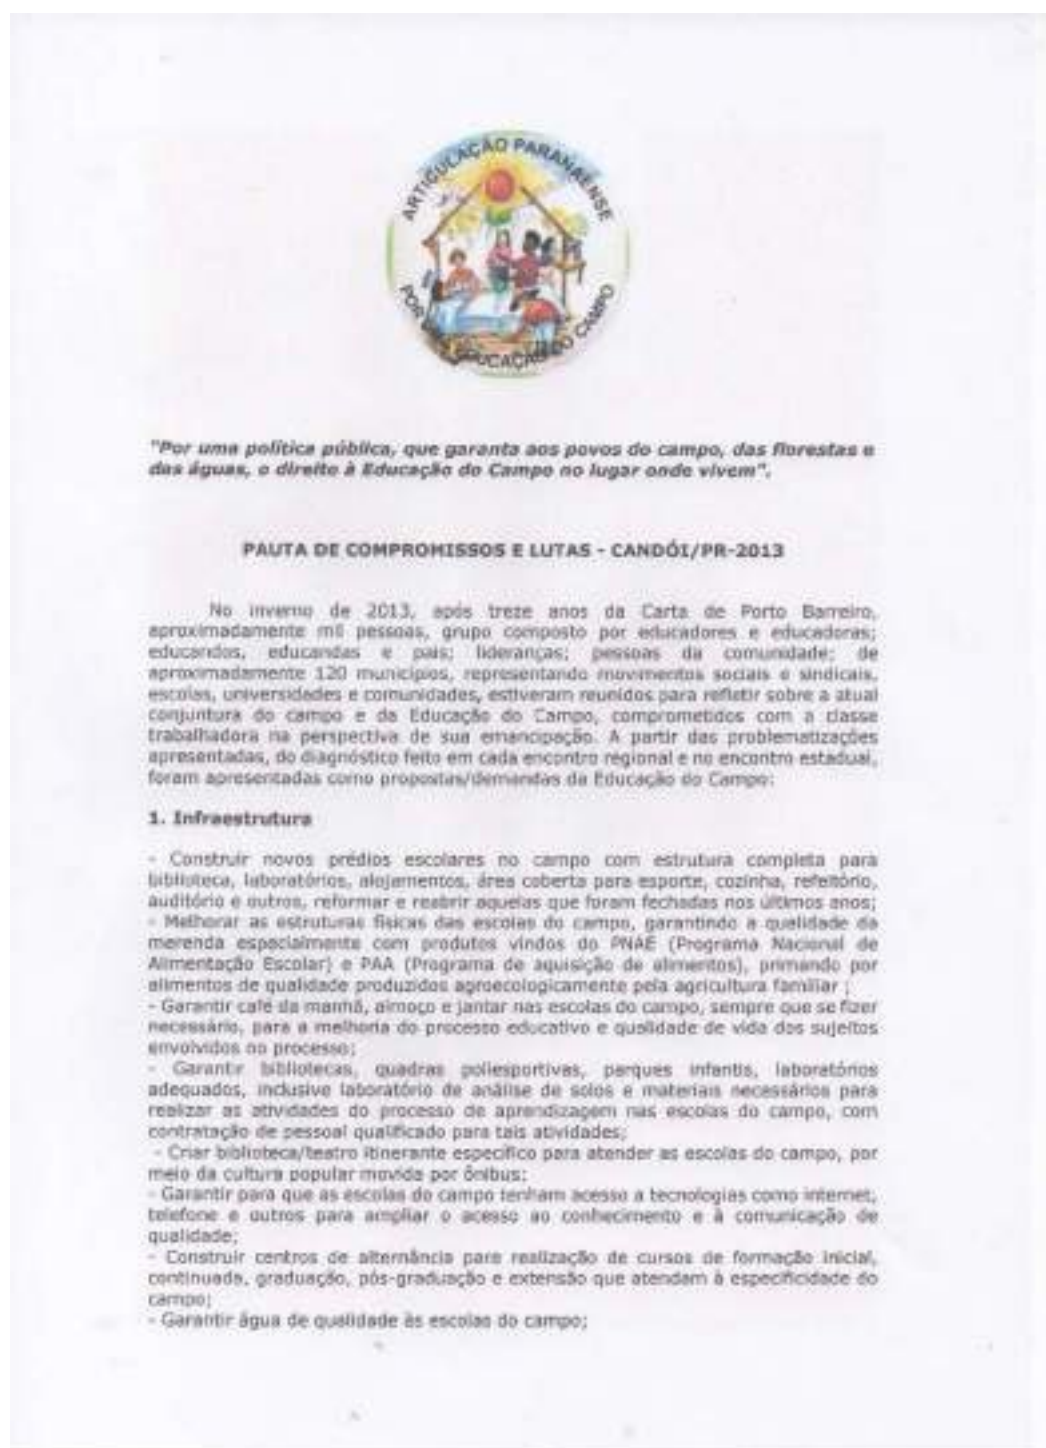 ARTICULAÇÃO PARANAENSE
POR UMA EDUCAÇÃO DO CAMPO
"Por uma política pública, que garanta aos povos do campo, das florestas e
das águas, o direito à Educação do Campo no lugar onde vivem".
PAUTA DE COMPROMISSOS E LUTAS - CANDÓI/PR-2013
No inverno de 2013, após treze anos da Carta de Porto Barreiro,
aproximadamente mil pessoas, grupo composto por educadores e educadoras;
educandos, educandas e pais; lideranças; pessoas da comunidade; de
aproximadamente 120 municípios, representando movimentos sociais e sindicais,
escolas, universidades e comunidades, estiveram reunidos para refletir sobre a atual
conjuntura do campo e da Educação do Campo, comprometidos com a classe
trabalhadora na perspectiva de sua emancipação. A partir das problematizações
apresentadas, do diagnóstico feito em cada encontro regional e no encontro estadual,
foram apresentadas como propostas/demandas da Educação do Campo:
1. Infraestrutura
- Construir novos prédios escolares no campo com estrutura completa para
biblioteca, laboratórios, alojamentos, área coberta para esporte, cozinha, refeitório,
auditório e outros, reformar e reabrir aquelas que foram fechadas nos últimos anos;
- Melhorar as estruturas físicas das escolas do campo, garantindo a qualidade da
merenda especialmente com produtos vindos do PNAE (Programa Nacional de
Alimentação Escolar) e PAA (Programa de aquisição de alimentos), primando por
alimentos de qualidade produzidos agroecologicamente pela agricultura familiar ;
- Garantir café da manhã, almoço e jantar nas escolas do campo, sempre que se fizer
necessário, para a melhoria do processo educativo e qualidade de vida dos sujeitos
envolvidos no processo;
- Garantir bibliotecas, quadras poliesportivas, parques infantis, laboratórios
adequados, inclusive laboratório de análise de solos e materiais necessários para
realizar as atividades do processo de aprendizagem nas escolas do campo, com
contratação de pessoal qualificado para tais atividades;
- Criar biblioteca/teatro itinerante específico para atender as escolas do campo, por
meio da cultura popular movida por ônibus;
- Garantir para que as escolas do campo tenham acesso a tecnologias como internet,
telefone e outros para ampliar o acesso ao conhecimento e à comunicação de
qualidade;
- Construir centros de alternância para realização de cursos de formação inicial,
continuada, graduação, pós-graduação e extensão que atendam à especificidade do
campo;
- Garantir água de qualidade às escolas do campo;